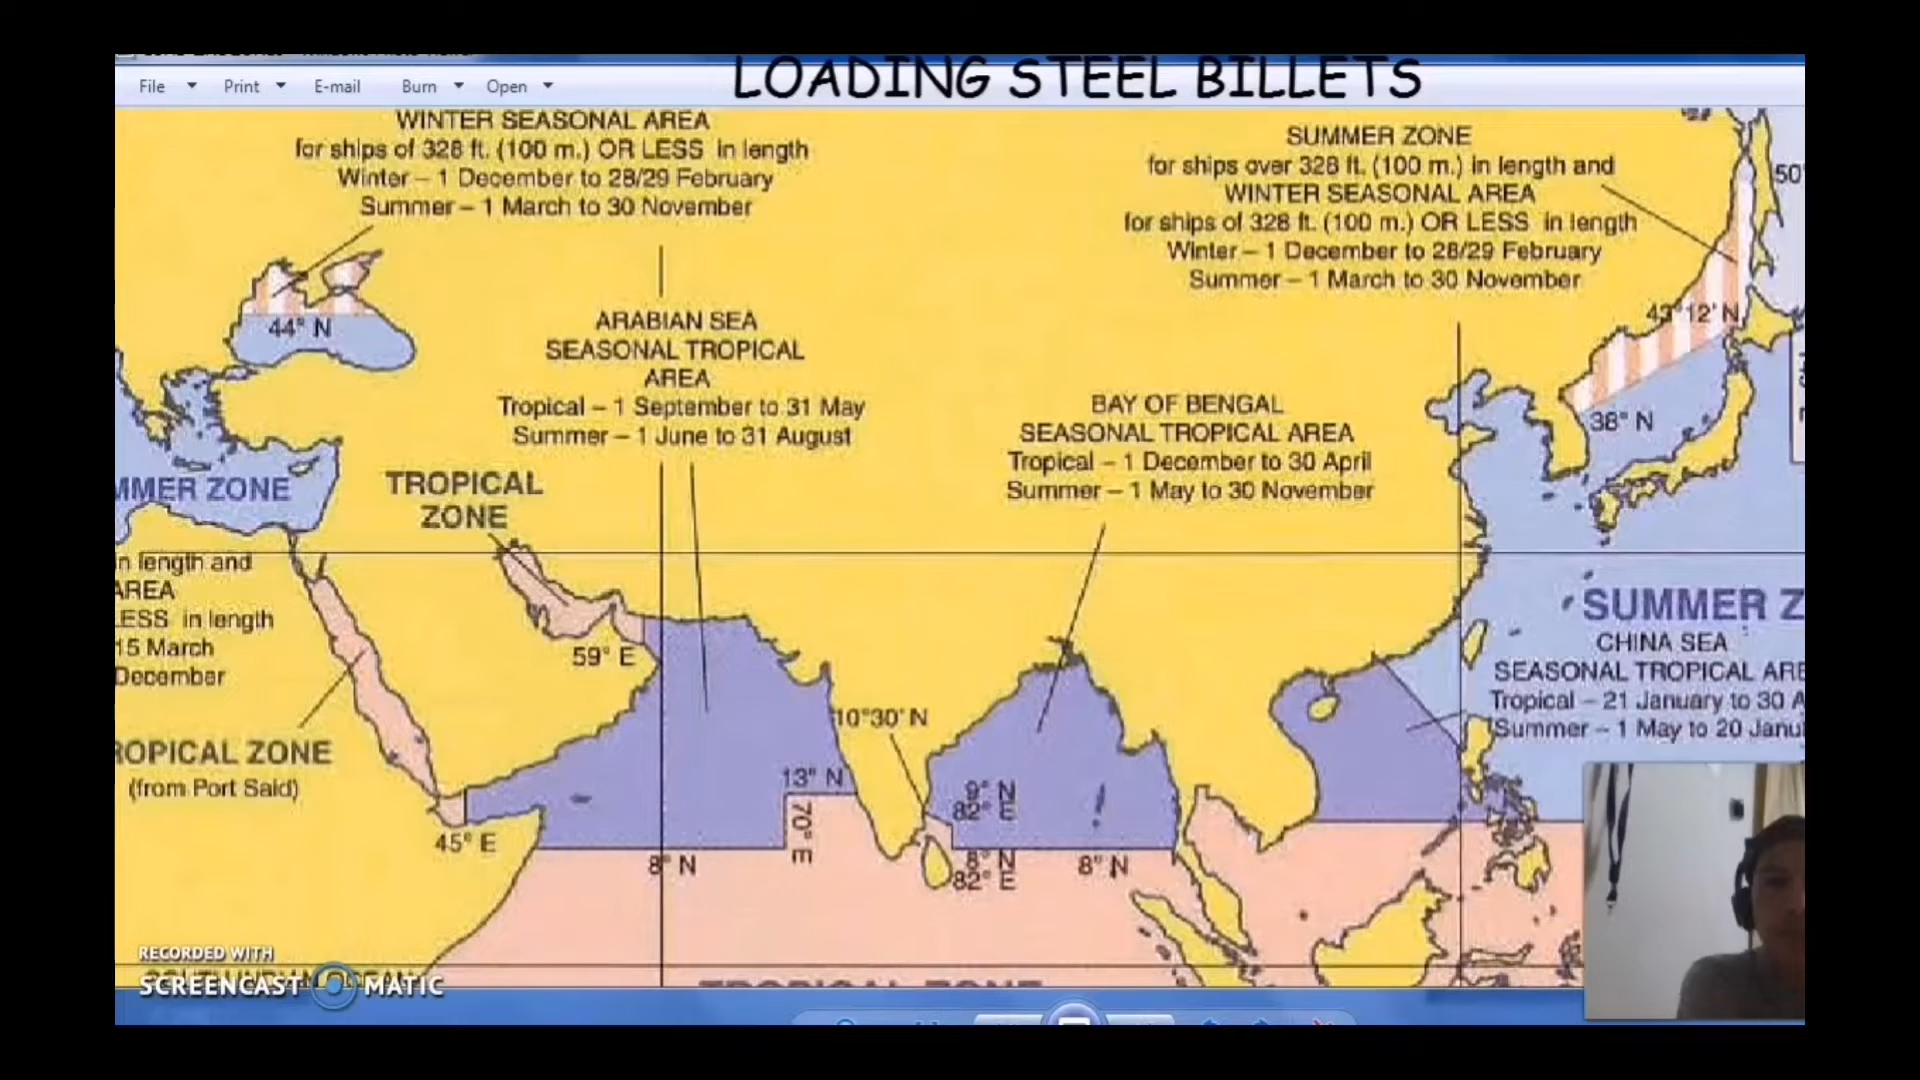 LOADING STEEL BILLETS
File
Print
E-mail
Burn
Open
WINTER SEASONAL AREA
for ships of 328 ft. (100 m.) OR LESS in length
Winter – 1 December to 28/29 February
Summer – 1 March to 30 November
SUMMER ZONE
for ships over 328 ft. (100 m.) in length and
WINTER SEASONAL AREA
for ships of 328 ft. (100 m.) OR LESS in length
Winter – 1 December to 28/29 February
Summer – 1 March to 30 November
50°
44° N
43°12' N
ARABIAN SEA
SEASONAL TROPICAL
AREA
Tropical – 1 September to 31 May
Summer – 1 June to 31 August
BAY OF BENGAL
SEASONAL TROPICAL AREA
Tropical – 1 December to 30 April
Summer – 1 May to 30 November
38° N
MMER ZONE
TROPICAL
ZONE
in length and
AREA
LESS in length
15 March
December
59° E
SUMMER Z
CHINA SEA
SEASONAL TROPICAL ARE
Tropical – 21 January to 30 A
Summer – 1 May to 20 Janu
10°30' N
ROPICAL ZONE
(from Port Said)
13° N
70° E
9° N
82° E
45° E
8° N
8° N
82° E
8° N
RECORDED WITH
SCREENCAST MATIC
TROPICAL ZONE